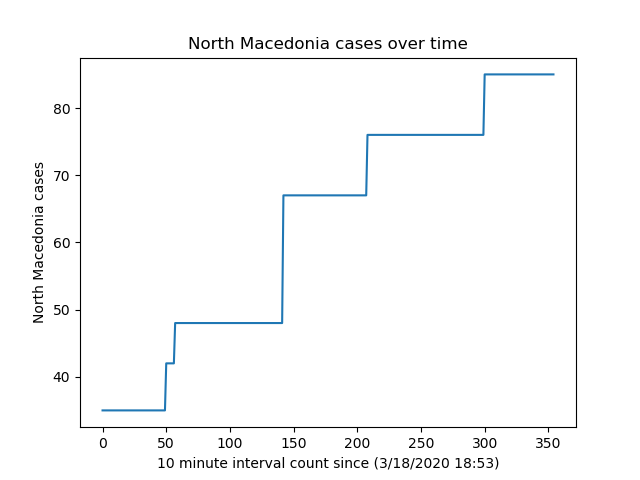 North Macedonia cases over time
North Macedonia cases
80
70
60
50
40
0 50 100 150 200 250 300 350
10 minute interval count since (3/18/2020 18:53)